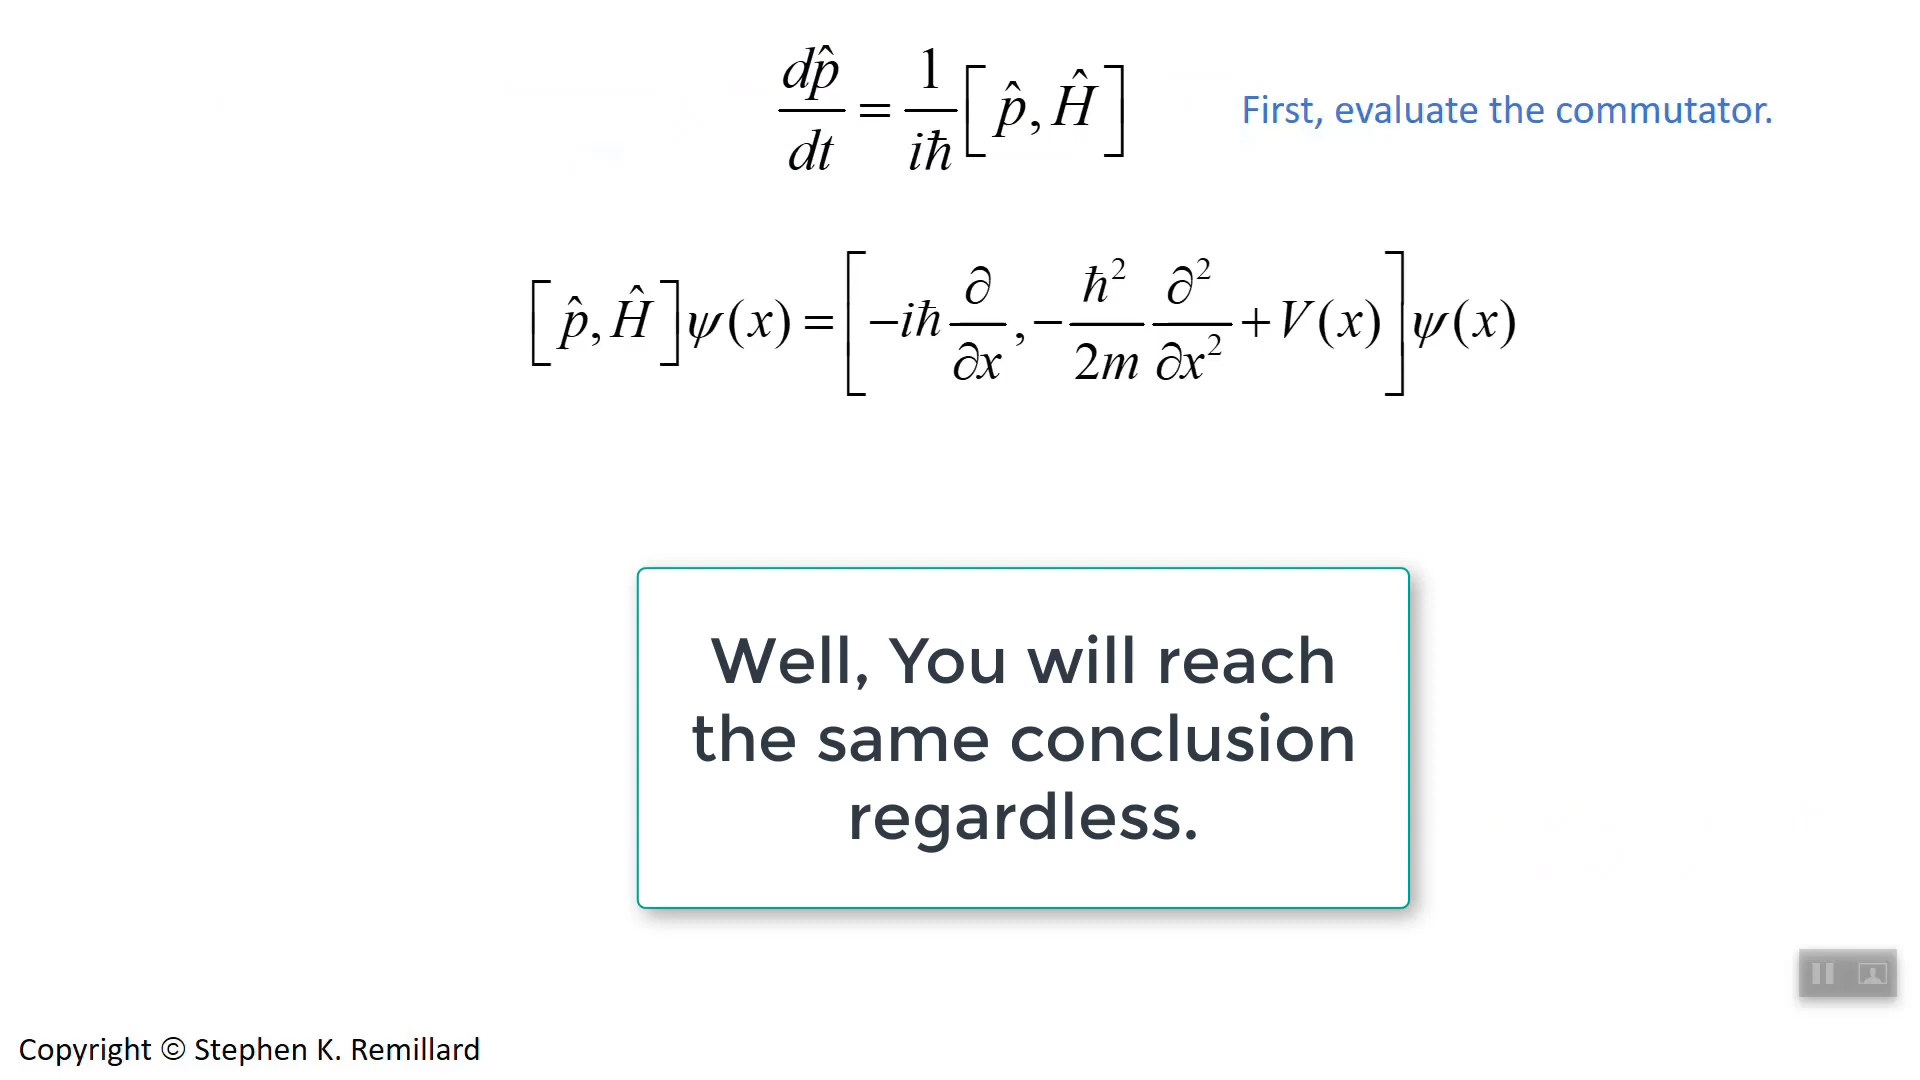 dp̂/dt = 1/iħ [p̂, Ĥ] First, evaluate the commutator.
[p̂, Ĥ]ψ(x) = [−iħ ∂/∂x, −ħ²/2m ∂²/∂x² + V(x)]ψ(x)
Well, You will reach
the same conclusion
regardless.
Copyright © Stephen K. Remillard